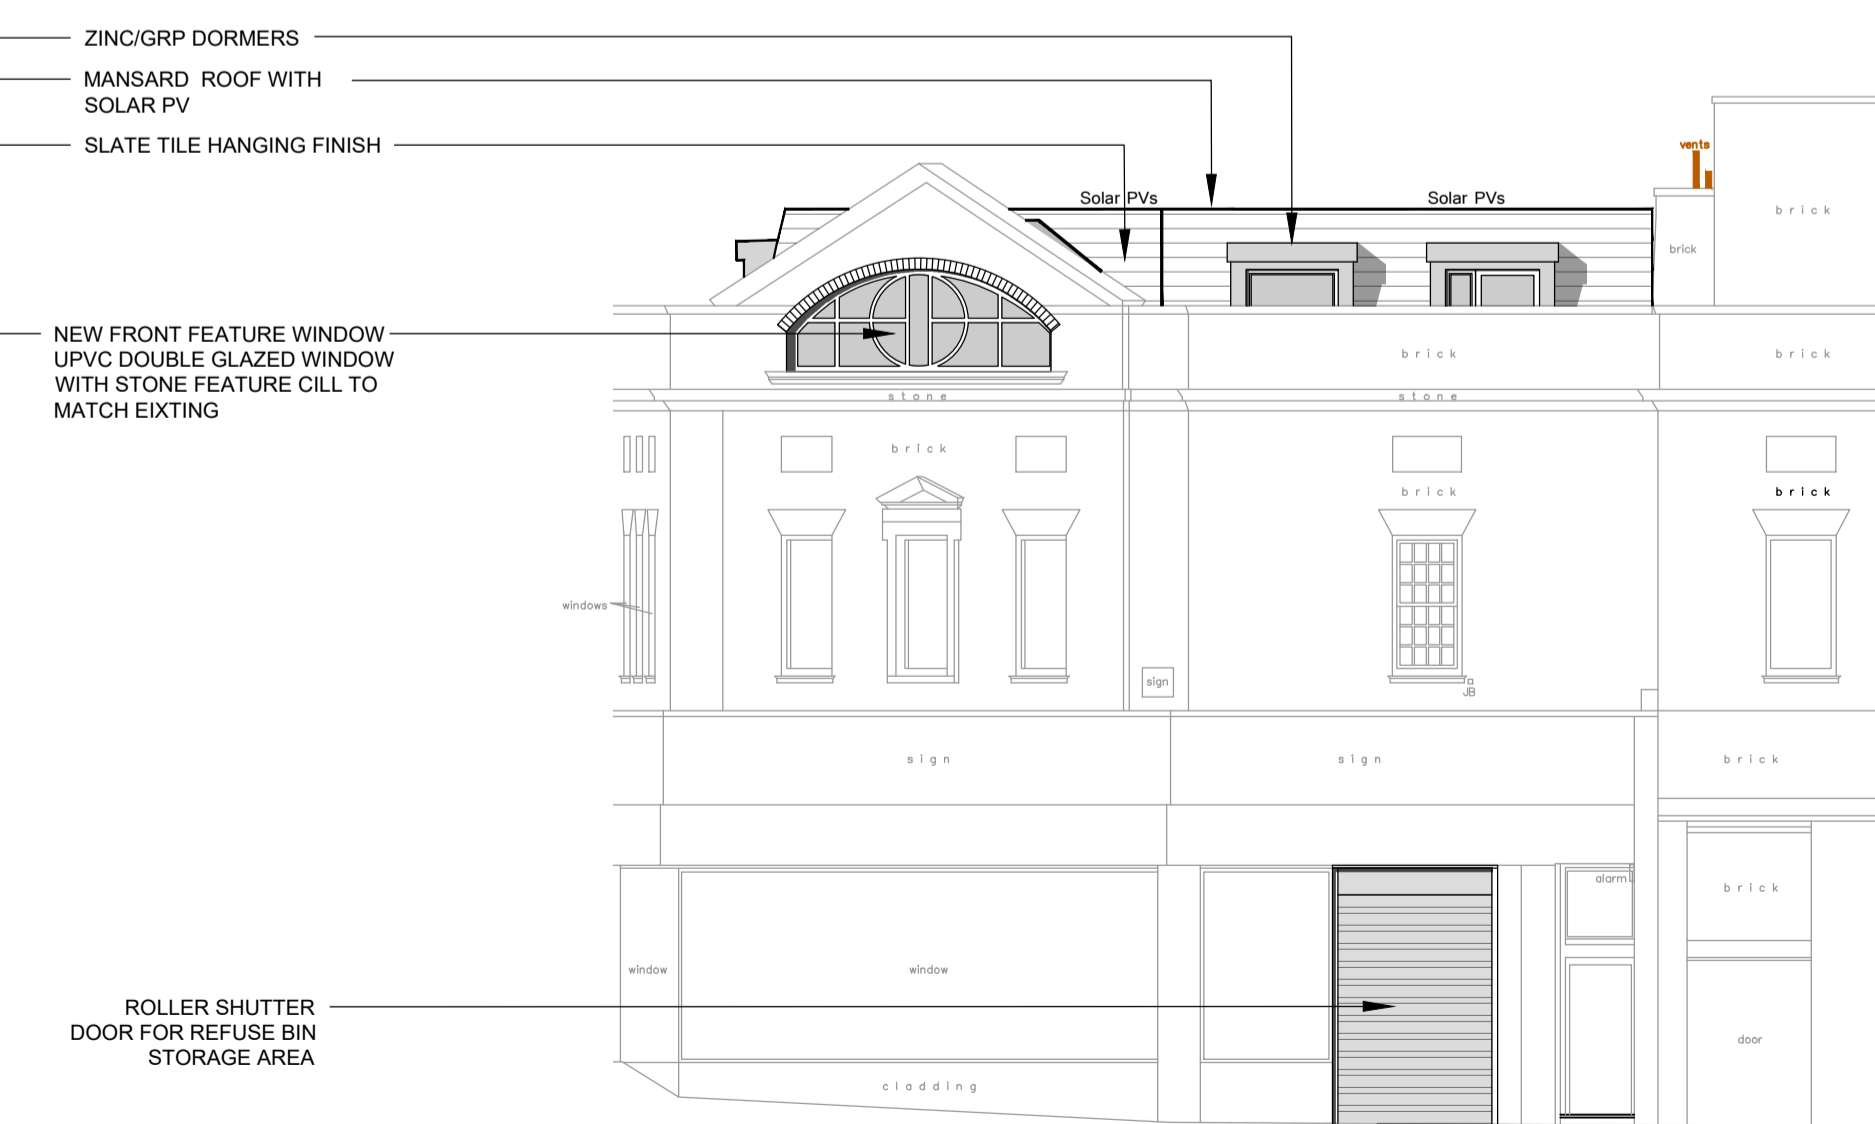 ZINC/GRP DORMERS
MANSARD ROOF WITH
SOLAR PV
SLATE TILE HANGING FINISH
vents
Solar PVs
Solar PVs
brick
brick
NEW FRONT FEATURE WINDOW
UPVC DOUBLE GLAZED WINDOW
WITH STONE FEATURE CILL TO
MATCH EIXTING
brick
brick
stone
stone
brick
brick
brick
windows
sign
JB
sign
sign
brick
alarm
brick
window
window
ROLLER SHUTTER
DOOR FOR REFUSE BIN
STORAGE AREA
door
cladding